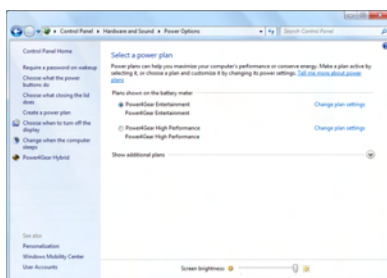 Control Panel ▸ Hardware and Sound ▸ Power Options
Search Control Panel
Control Panel Home
Require a password on wakeup
Choose what the power
buttons do
Choose what closing the lid
does
Create a power plan
Choose when to turn off the
display
Change when the computer
sleeps
Power4Gear Hybrid
Select a power plan
Power plans can help you maximize your computer's performance or conserve energy. Make a plan active by
selecting it, or choose a plan and customize it by changing its power settings. Tell me more about power
plans
Plans shown on the battery meter
Power4Gear Entertainment
Change plan settings
Power4Gear Entertainment
Power4Gear High Performance
Change plan settings
Power4Gear High Performance
Show additional plans
See also
Personalization
Windows Mobility Center
User Accounts
Screen brightness